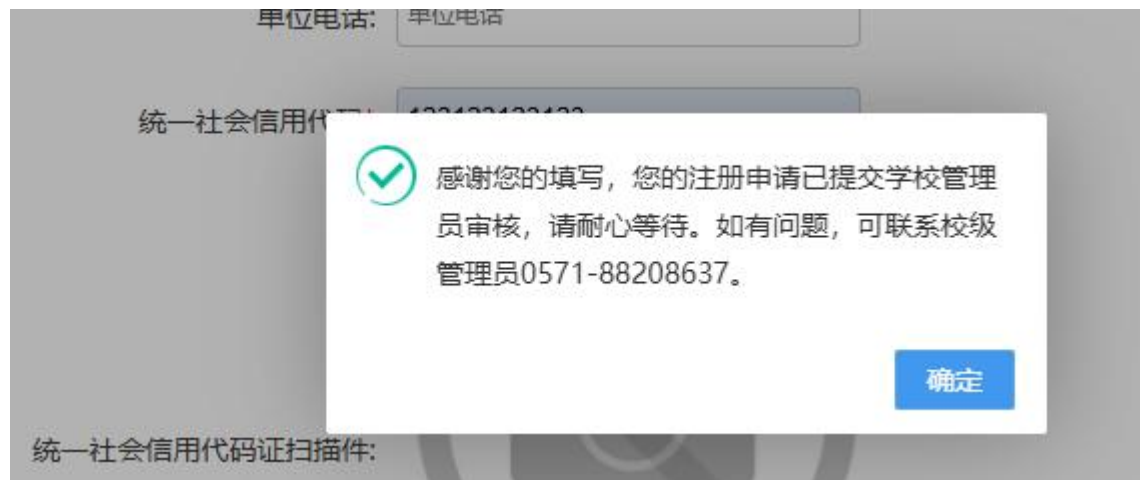 单位电话:
单位电话
统一社会信用代码
感谢您的填写，您的注册申请已提交学校管理
员审核，请耐心等待。如有问题，可联系校级
管理员0571-88208637。
确定
统一社会信用代码证扫描件: